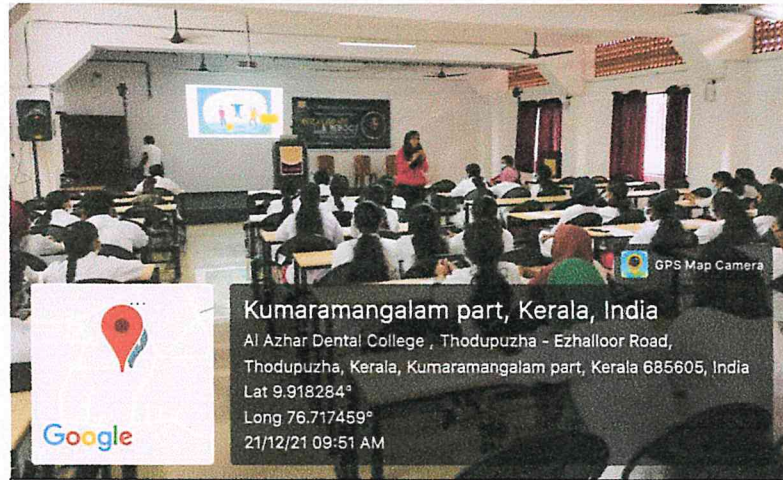 GPS Map Camera
Kumaramangalam part, Kerala, India
Al Azhar Dental College , Thodupuzha - Ezhalloor Road,
Thodupuzha, Kerala, Kumaramangalam part, Kerala 685605, India
Lat 9.918284°
Long 76.717459°
21/12/21 09:51 AM
Google